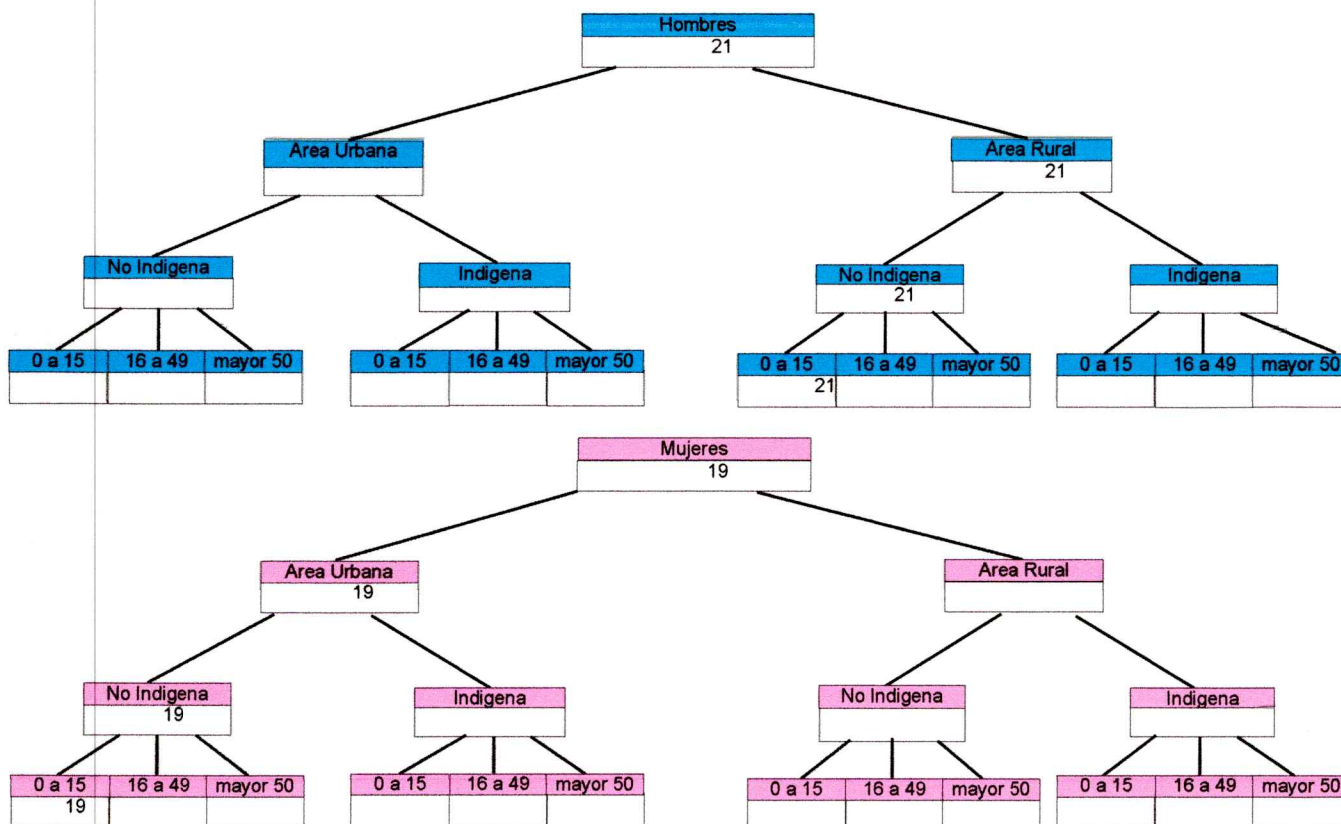 Hombres
21
Area Urbana
Area Rural
21
No Indigena
Indigena
No Indigena
21
Indigena
0 a 15 16 a 49 mayor 50
0 a 15 16 a 49 mayor 50
0 a 15 16 a 49 mayor 50
21
0 a 15 16 a 49 mayor 50
Mujeres
19
Area Urbana
19
Area Rural
No Indigena
19
Indigena
No Indigena
Indigena
0 a 15 16 a 49 mayor 50
19
0 a 15 16 a 49 mayor 50
0 a 15 16 a 49 mayor 50
0 a 15 16 a 49 mayor 50